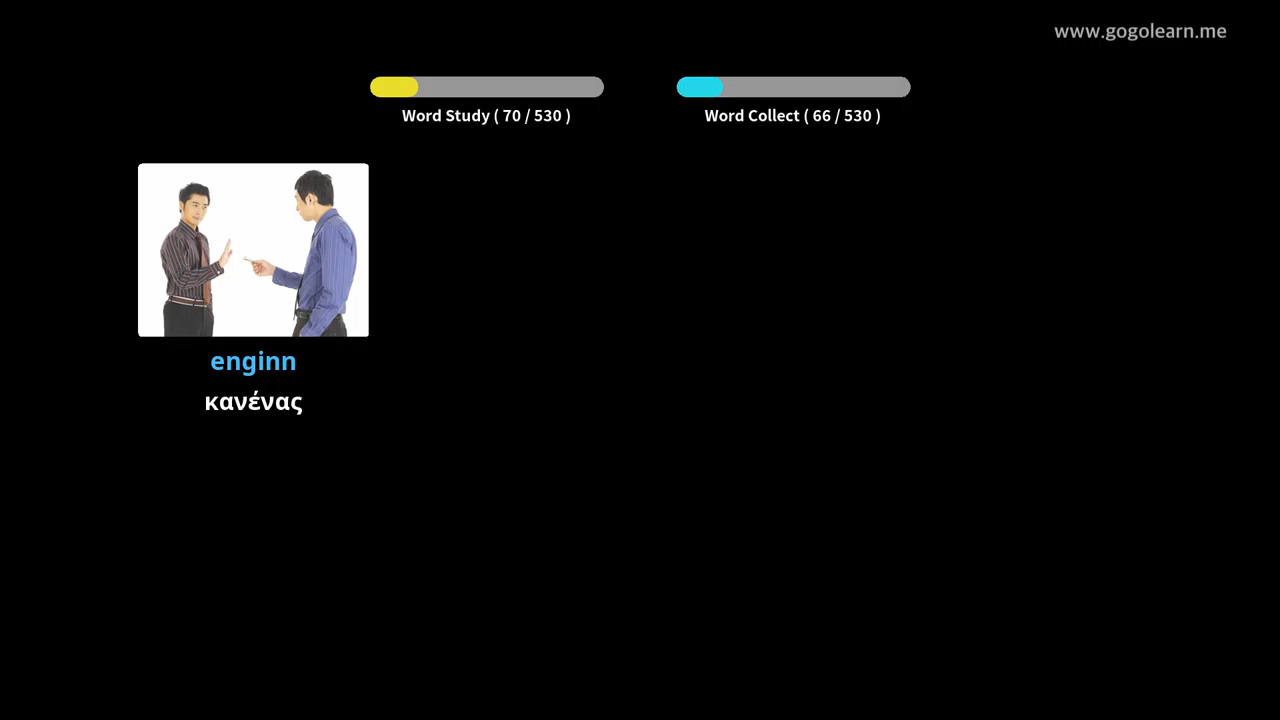 www.gogolearn.me
Word Study ( 70 / 530 )
Word Collect ( 66 / 530 )
enginn
κανένας